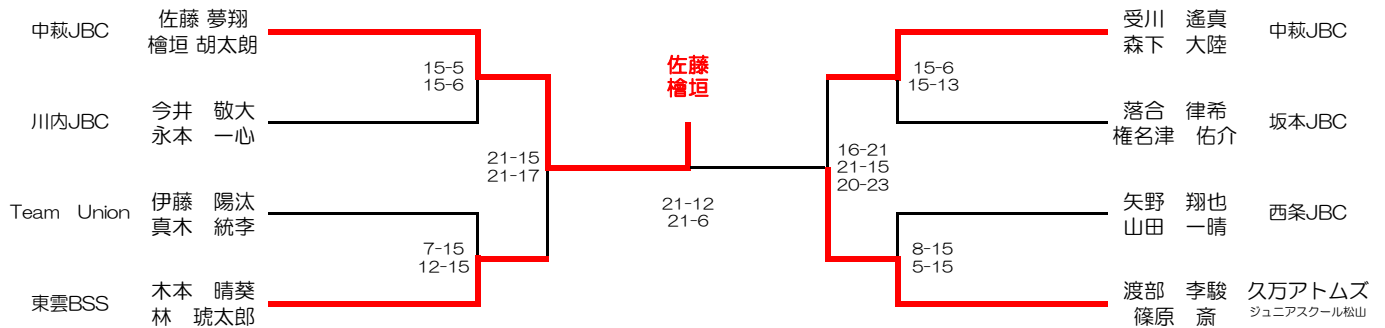 中萩JBC
佐藤 夢翔
檜垣 胡太朗
15-5
15-6
川内JBC
今井　敬大
永本　一心
21-15
21-17
Team　Union
伊藤　陽汰
真木　統李
7-15
12-15
東雲BSS
木本　晴葵
林　琥太郎
佐藤
檜垣
21-12
21-6
受川　遙真
森下　大陸
中萩JBC
15-6
15-13
落合　律希
権名津　佑介
坂本JBC
16-21
21-15
20-23
矢野　翔也
山田　一晴
西条JBC
8-15
5-15
渡部　李駿
篠原　斎
久万アトムズ
ジュニアスクール松山